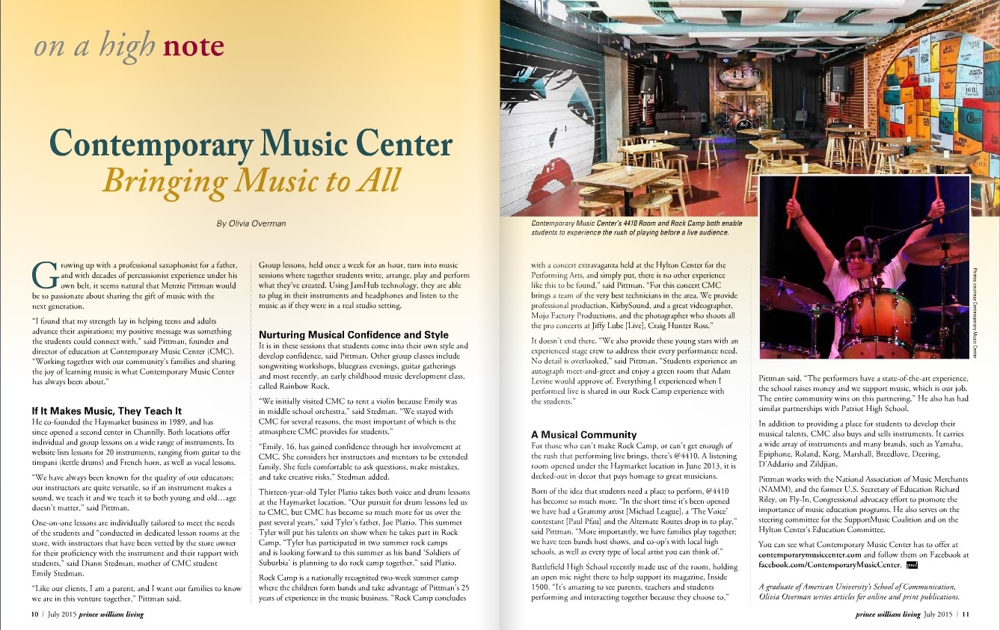 on a high note
Contemporary Music Center
Bringing Music to All
By Olivia Overman
Growing up with a professional saxophonist for a father,
and with decades of percussionist experience under his
own belt, it seems natural that Menzie Pittman would
be so passionate about sharing the gift of music with the
next generation.
“I found that my strength lay in helping teens and adults
advance their aspirations; my positive message was something
the students could connect with,” said Pittman, founder and
director of education at Contemporary Music Center (CMC).
“Working together with our community’s families and sharing
the joy of learning music is what Contemporary Music Center
has always been about.”
If It Makes Music, They Teach It
He co-founded the Haymarket business in 1989, and has
since opened a second center in Chantilly. Both locations offer
individual and group lessons on a wide range of instruments. Its
website lists lessons for 20 instruments, ranging from guitar to the
timpani (kettle drums) and French horn, as well as vocal lessons.
“We have always been known for the quality of our educators;
our instructors are quite versatile, so if an instrument makes a
sound, we teach it and we teach it to both young and old…age
doesn’t matter,” said Pittman.
One-on-one lessons are individually tailored to meet the needs
of the students and “conducted in dedicated lesson rooms at the
store, with instructors that have been vetted by the store owner
for their proficiency with the instrument and their rapport with
students,” said Diann Stedman, mother of CMC student
Emily Stedman.
“Like our clients, I am a parent, and I want our families to know
we are in this venture together,” Pittman said.
10 | July 2015 prince william living
Group lessons, held once a week for an hour, turn into music
sessions where together students write, arrange, play and perform
what they’ve created. Using JamHub technology, they are able
to plug in their instruments and headphones and listen to the
music as if they were in a real studio setting.
Nurturing Musical Confidence and Style
It is in these sessions that students come into their own style and
develop confidence, said Pittman. Other group classes include
songwriting workshops, bluegrass evenings, guitar gatherings
and most recently, an early childhood music development class,
called Rainbow Rock.
“We initially visited CMC to rent a violin because Emily was
in middle school orchestra,” said Stedman. “We stayed with
CMC for several reasons, the most important of which is the
atmosphere CMC provides for students.”
“Emily, 16, has gained confidence through her involvement at
CMC. She considers her instructors and mentors to be extended
family. She feels comfortable to ask questions, make mistakes,
and take creative risks,” Stedman added.
Thirteen-year-old Tyler Plazio takes both voice and drum lessons
at the Haymarket location. “Our pursuit for drum lessons led us
to CMC, but CMC has become so much more for us over the
past several years,” said Tyler’s father, Joe Plazio. This summer
Tyler will put his talents on show when he takes part in Rock
Camp. “Tyler has participated in two summer rock camps
and is looking forward to this summer as his band ‘Soldiers of
Suburbia’ is planning to do rock camp together,” said Plazio.
Rock Camp is a nationally recognized two-week summer camp
where the children form bands and take advantage of Pittman’s 25
years of experience in the music business. “Rock Camp concludes
Contemporary Music Center’s 4410 Room and Rock Camp both enable
students to experience the rush of playing before a live audience.
joni
Photos courtesy Contemporary Music Center
with a concert extravaganza held at the Hylton Center for the
Performing Arts, and simply put, there is no other experience
like this to be found,” said Pittman. “For this concert CMC
brings a team of the very best technicians in the area. We provide
professional production, KirbySound, and a great videographer,
Mojo Factory Productions, and the photographer who shoots all
the pro concerts at Jiffy Lube [Live], Craig Hunter Ross.”
It doesn’t end there. “We also provide these young stars with an
experienced stage crew to address their every performance need.
No detail is overlooked,” said Pittman. “Students experience an
autograph meet-and-greet and enjoy a green room that Adam
Levine would approve of. Everything I experienced when I
performed live is shared in our Rock Camp experience with
the students.”
A Musical Community
For those who can’t make Rock Camp, or can’t get enough of
the rush that performing live brings, there’s @4410. A listening
room opened under the Haymarket location in June 2013, it is
decked-out in decor that pays homage to great musicians.
Born of the idea that students need a place to perform, @4410
has become so much more. “In the short time it’s been opened
we have had a Grammy artist [Michael League], a ‘The Voice’
contestant [Paul Pfau] and the Alternate Routes drop in to play,”
said Pittman. “More importantly, we have families play together;
we have teen bands host shows, and co-op’s with local high
schools, as well as every type of local artist you can think of.”
Battlefield High School recently made use of the room, holding
an open mic night there to help support its magazine, Inside
1500. “It’s amazing to see parents, teachers and students
performing and interacting together because they choose to,”
Pittman said. “The performers have a state-of-the-art experience,
the school raises money and we support music, which is our job.
The entire community wins on this partnering.” He also has had
similar partnerships with Patriot High School.
In addition to providing a place for students to develop their
musical talents, CMC also buys and sells instruments. It carries
a wide array of instruments and many brands, such as Yamaha,
Epiphone, Roland, Korg, Marshall, Breedlove, Deering,
D’Addario and Zildjian.
Pittman works with the National Association of Music Merchants
(NAMM), and the former U.S. Secretary of Education Richard
Riley, on Fly-In, Congressional advocacy effort to promote the
importance of music education programs. He also serves on the
steering committee for the SupportMusic Coalition and on the
Hylton Center’s Education Committee.
You can see what Contemporary Music Center has to offer at
contemporarymusiccenter.com and follow them on Facebook at
facebook.com/ContemporaryMusicCenter. pwl
A graduate of American University’s School of Communication,
Olivia Overman writes articles for online and print publications.
prince william living July 2015 | 11